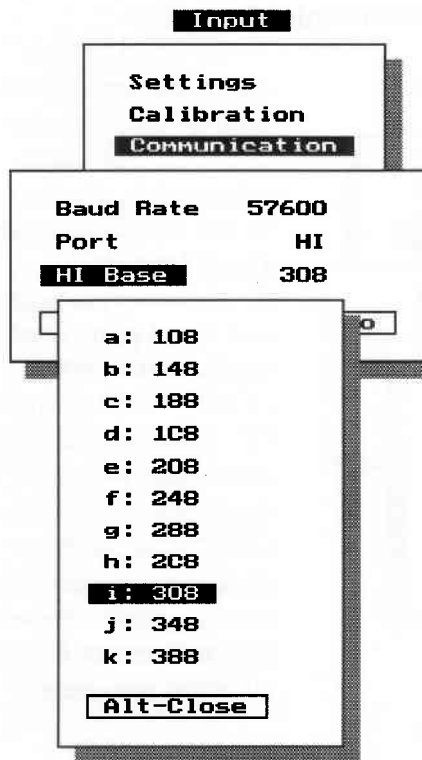 Input
Settings
Calibration
Communication
Baud Rate 57600
Port HI
HI Base 308
a: 108
b: 148
c: 188
d: 1C8
e: 208
f: 248
g: 288
h: 2C8
i: 308
j: 348
k: 388
Alt-Close